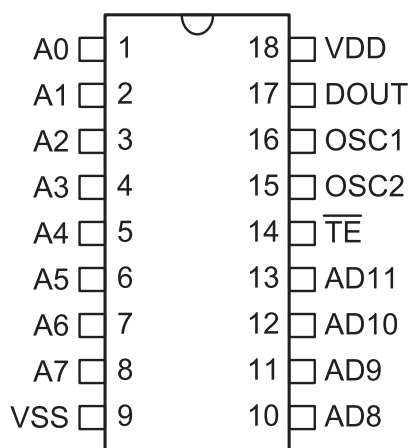 A0 1 18 VDD
A1 2 17 DOUT
A2 3 16 OSC1
A3 4 15 OSC2
A4 5 14 T̅E̅
A5 6 13 AD11
A6 7 12 AD10
A7 8 11 AD9
VSS 9 10 AD8